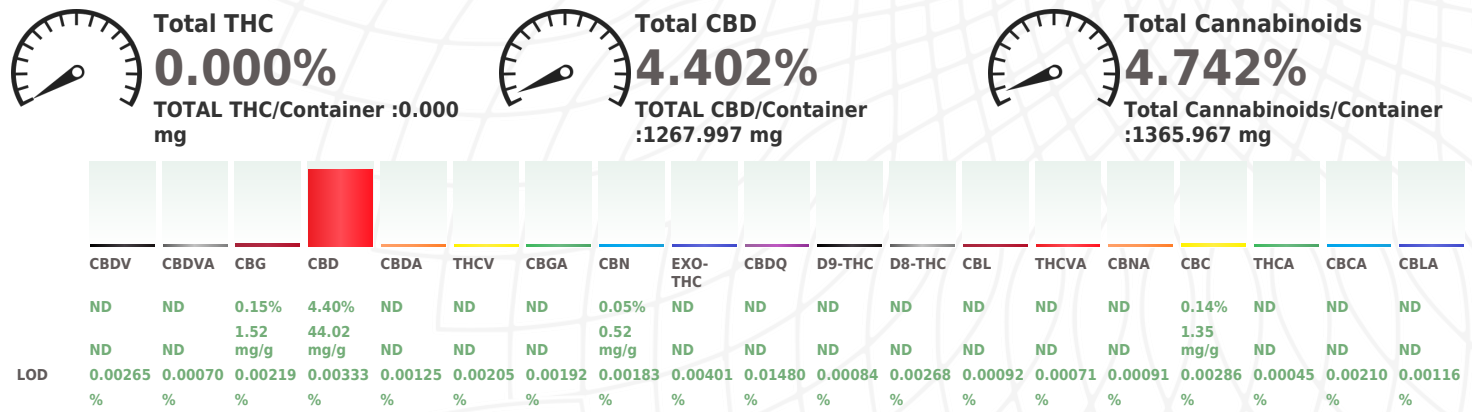 Total THC
0.000%
TOTAL THC/Container :0.000
mg
Total CBD
4.402%
TOTAL CBD/Container
:1267.997 mg
Total Cannabinoids
4.742%
Total Cannabinoids/Container
:1365.967 mg
CBDV CBDVA CBG CBD CBDA THCV CBGA CBN EXO- CBDQ D9-THC D8-THC CBL THCVA CBNA CBC THCA CBCA CBLA
THC
ND ND 0.15% 4.40% ND ND ND 0.05% ND ND ND ND ND ND ND 0.14% ND ND ND
1.52 44.02 0.52 1.35
ND ND mg/g mg/g ND ND ND mg/g ND ND ND ND ND ND ND mg/g ND ND ND
LOD 0.00265 0.00070 0.00219 0.00333 0.00125 0.00205 0.00192 0.00183 0.00401 0.01480 0.00084 0.00268 0.00092 0.00071 0.00091 0.00286 0.00045 0.00210 0.00116
% % % % % % % % % % % % % % % % % % %